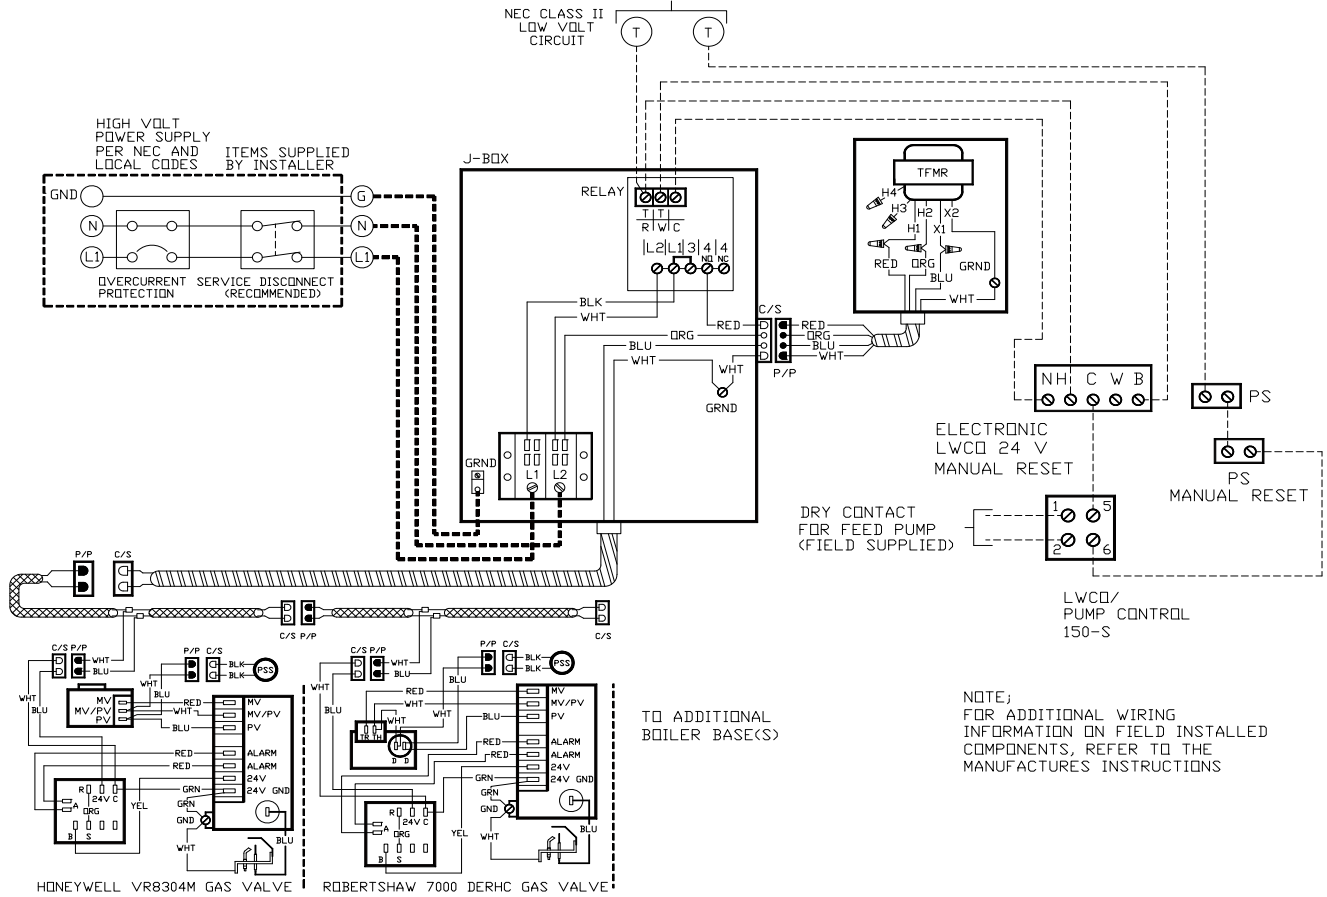 NEC CLASS II
LOW VOLT
CIRCUIT
T
T
HIGH VOLT
POWER SUPPLY
PER NEC AND
LOCAL CODES
ITEMS SUPPLIED
BY INSTALLER
GND
G
N
N
L1
L1
OVERCURRENT
PROTECTION
SERVICE DISCONNECT
(RECOMMENDED)
J-BOX
RELAY
T T
R W C
L2 L1 3 4 4
NO NC
BLK
WHT
RED
ORG
BLU
WHT
WHT
GRND
C/S
P/P
RED
ORG
BLU
WHT
GRND
L1 L2
TFMR
H4
H3
H2
X2
H1
X1
RED
ORG
BLU
GRND
WHT
N H C W B
ELECTRONIC
LWCO 24 V
MANUAL RESET
PS
PS
MANUAL RESET
DRY CONTACT
FOR FEED PUMP
(FIELD SUPPLIED)
1 5
2 6
LWCO/
PUMP CONTROL
150-S
P/P C/S
C/S P/P
C/S
C/S P/P
WHT
BLU
P/P C/S
BLK
BLK
PSS
WHT
BLU
WHT
BLU
MV
MV/PV
PV
RED
WHT
BLU
MV
MV/PV
PV
RED
RED
ALARM
ALARM
24V
24V GND
GRN
GRN
GND
YEL
R
24V C
A
ORG
B S
WHT
BLU
HONEYWELL VR8304M GAS VALVE
C/S P/P
WHT
BLU
P/P C/S
BLK
BLK
PSS
WHT
BLU
BLU
WHT
RED
WHT
WHT
BLU
TR TH
D D
MV
MV/PV
PV
RED
RED
ALARM
ALARM
24V
24V GND
GRN
GRN
GND
YEL
R
24V C
A
ORG
B S
WHT
BLU
ROBERTSHAW 7000 DERHC GAS VALVE
TO ADDITIONAL
BOILER BASE(S)
NOTE;
FOR ADDITIONAL WIRING
INFORMATION ON FIELD INSTALLED
COMPONENTS, REFER TO THE
MANUFACTURES INSTRUCTIONS